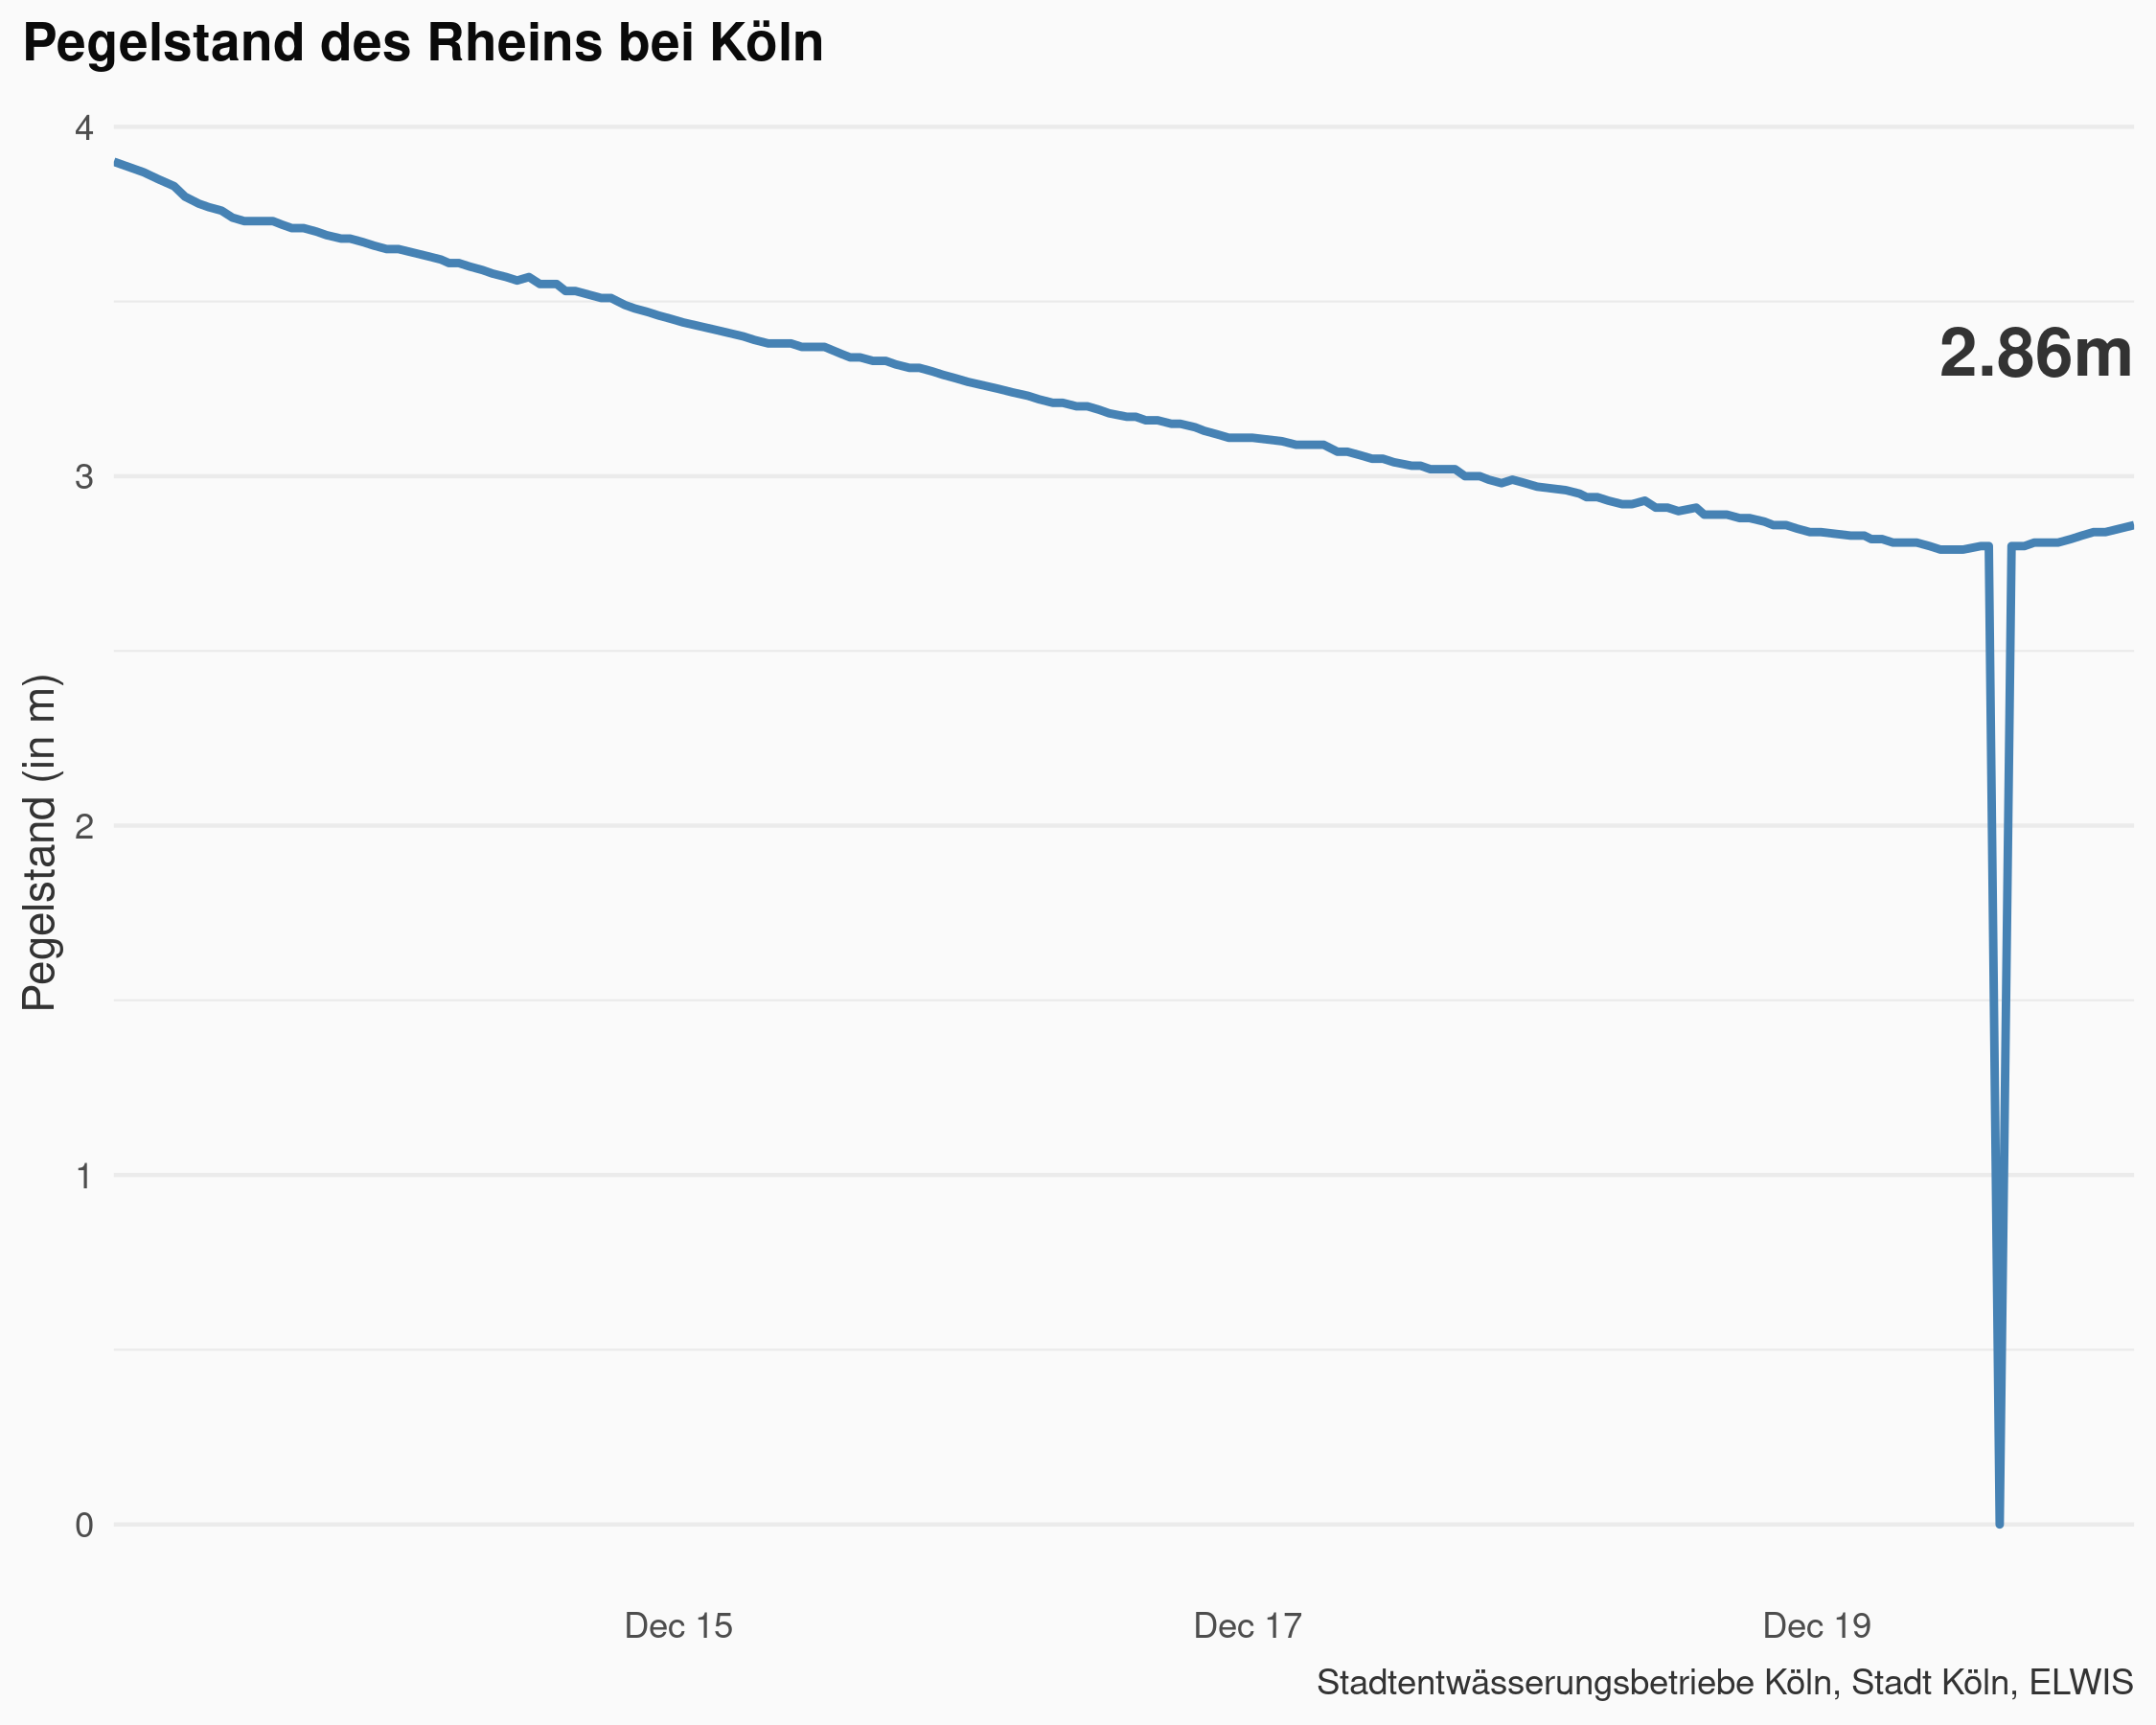 Pegelstand des Rheins bei Köln
4
2.86m
3
Pegelstand (in m)
2
1
0
Dec 15
Dec 17
Dec 19
Stadtentwässerungsbetriebe Köln, Stadt Köln, ELWIS